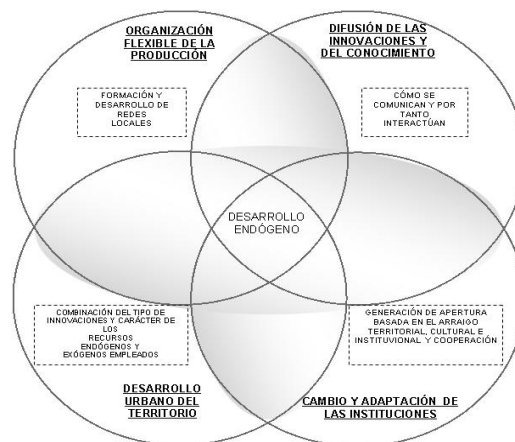 ORGANIZACIÓN
FLEXIBLE DE LA
PRODUCCIÓN
DIFUSIÓN DE LAS
INNOVACIONES Y
DEL CONOCIMIENTO
FORMACIÓN Y
DESARROLLO DE
REDES
LOCALES
CÓMO SE
COMUNICAN Y POR
TANTO
INTERACTÚAN
DESARROLLO
ENDÓGENO
COMBINACIÓN DEL TIPO DE
INNOVACIONES Y CARÁCTER DE
LOS
RECURSOS
ENDÓGENOS Y
EXÓGENOS EMPLEADOS
GENERACIÓN DE APERTURA
BASADA EN EL ARRAIGO
TERRITORIAL, CULTURAL E
INSTITUVIONAL Y COOPERACIÓN
DESARROLLO
URBANO DEL
TERRITORIO
CAMBIO Y ADAPTACIÓN DE
LAS INSTITUCIONES